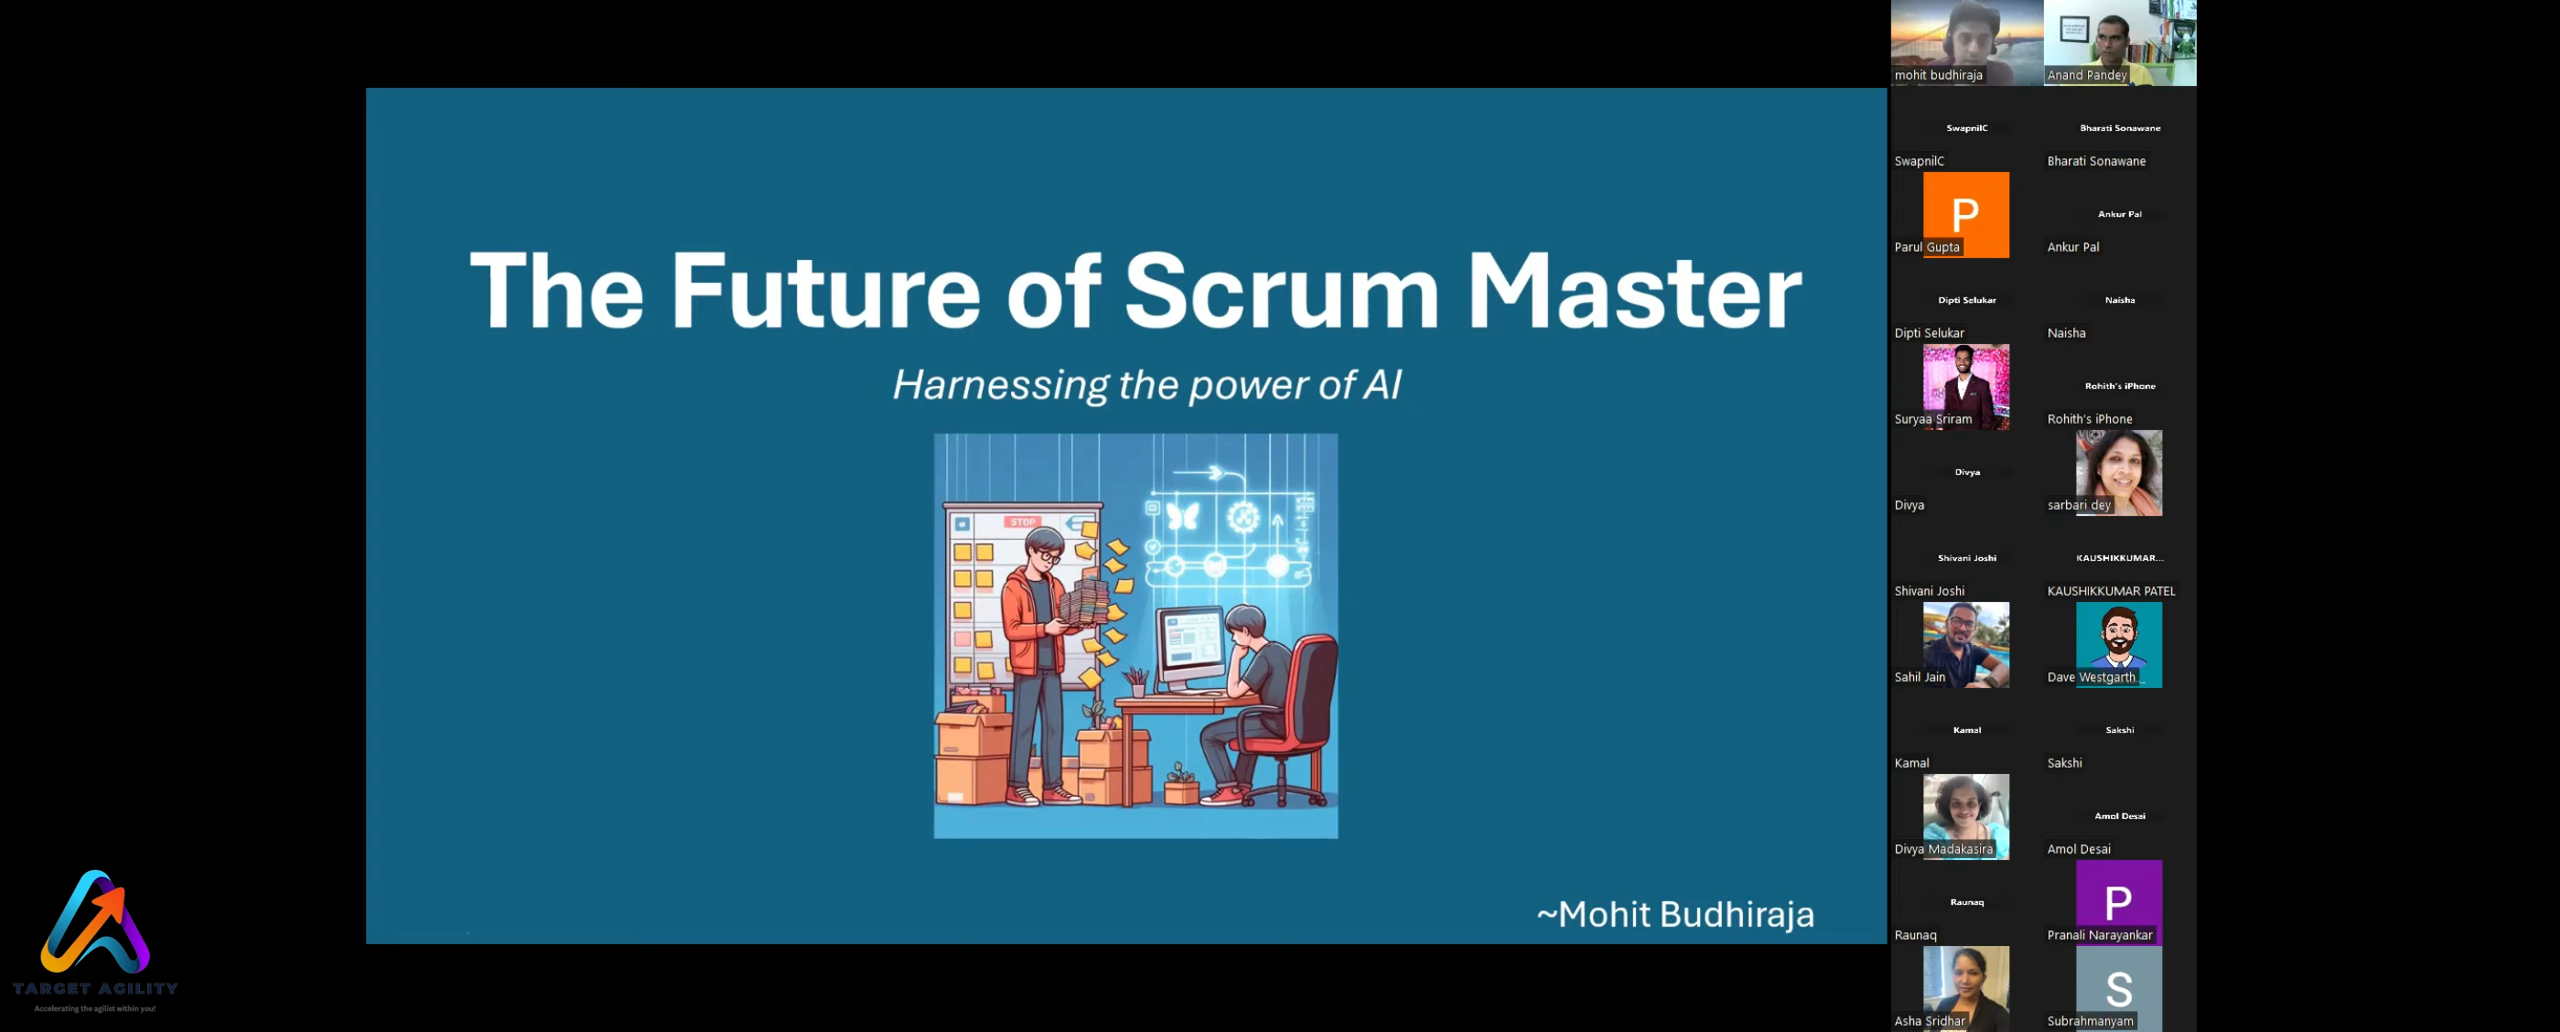 mohit budhiraja
Anand Pandey
The Future of Scrum Master
Harnessing the power of AI
STOP
~Mohit Budhiraja
TARGET AGILITY
Accelerating the agilist within you!
SwapnilC
SwapnilC
Bharati Sonawane
Bharati Sonawane
P
Parul Gupta
Ankur Pal
Ankur Pal
Dipti Selukar
Dipti Selukar
Naisha
Naisha
Suryaa Sriram
Rohith's iPhone
Rohith's iPhone
Divya
Divya
sarbari dey
Shivani Joshi
Shivani Joshi
KAUSHIKKUMAR...
KAUSHIKKUMAR PATEL
Sahil Jain
Dave Westgarth
Kamal
Kamal
Sakshi
Sakshi
Divya Madakasira
Amol Desai
Amol Desai
Raunaq
Raunaq
P
Pranali Narayankar
Asha Sridhar
S
Subrahmanyam